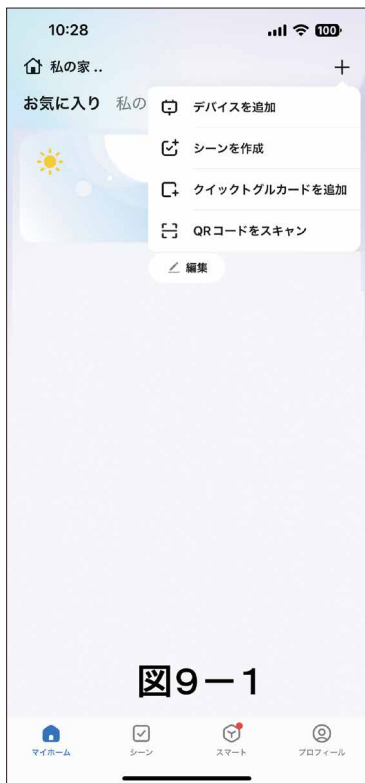 10:28
100
私の家 ..
お気に入り 私の
デバイスを追加
シーンを作成
クイックトグルカードを追加
QRコードをスキャン
編集
図9－1
マイホーム シーン スマート プロフィール